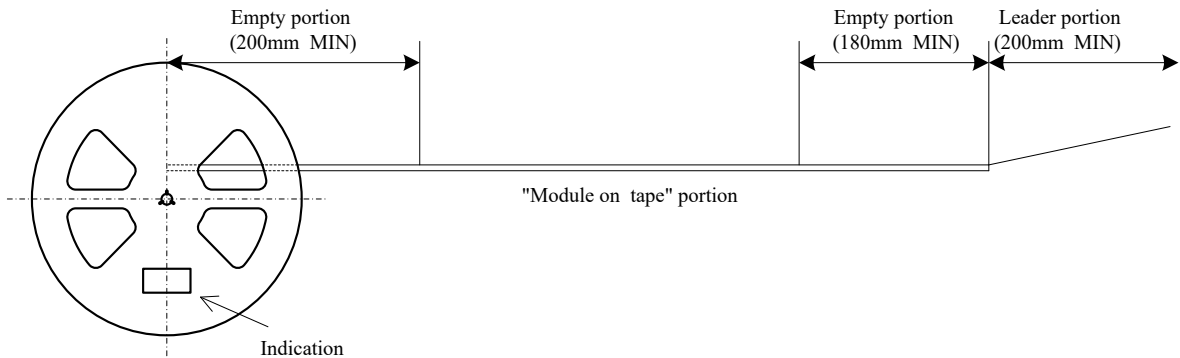 Empty portion
(200mm MIN)
Empty portion
(180mm MIN)
Leader portion
(200mm MIN)
"Module on tape" portion
Indication